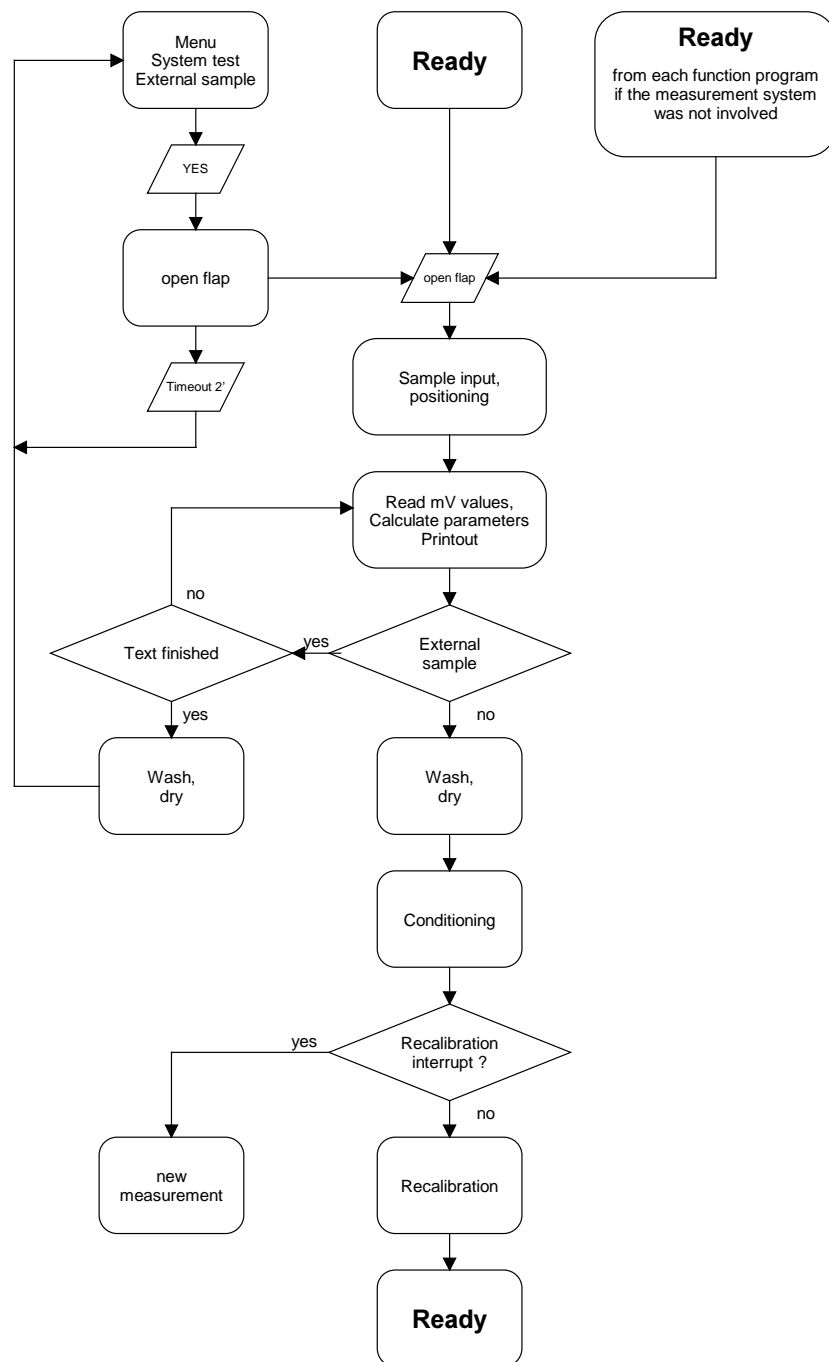 Menu
System test
External sample
Ready
Ready
from each function program
if the measurement system
was not involved
YES
open flap
open flap
Timeout 2'
Sample input,
positioning
Read mV values,
Calculate parameters
Printout
no
Text finished
yes
External
sample
yes
no
Wash,
dry
Wash,
dry
Conditioning
yes
Recalibration
interrupt ?
no
new
measurement
Recalibration
Ready